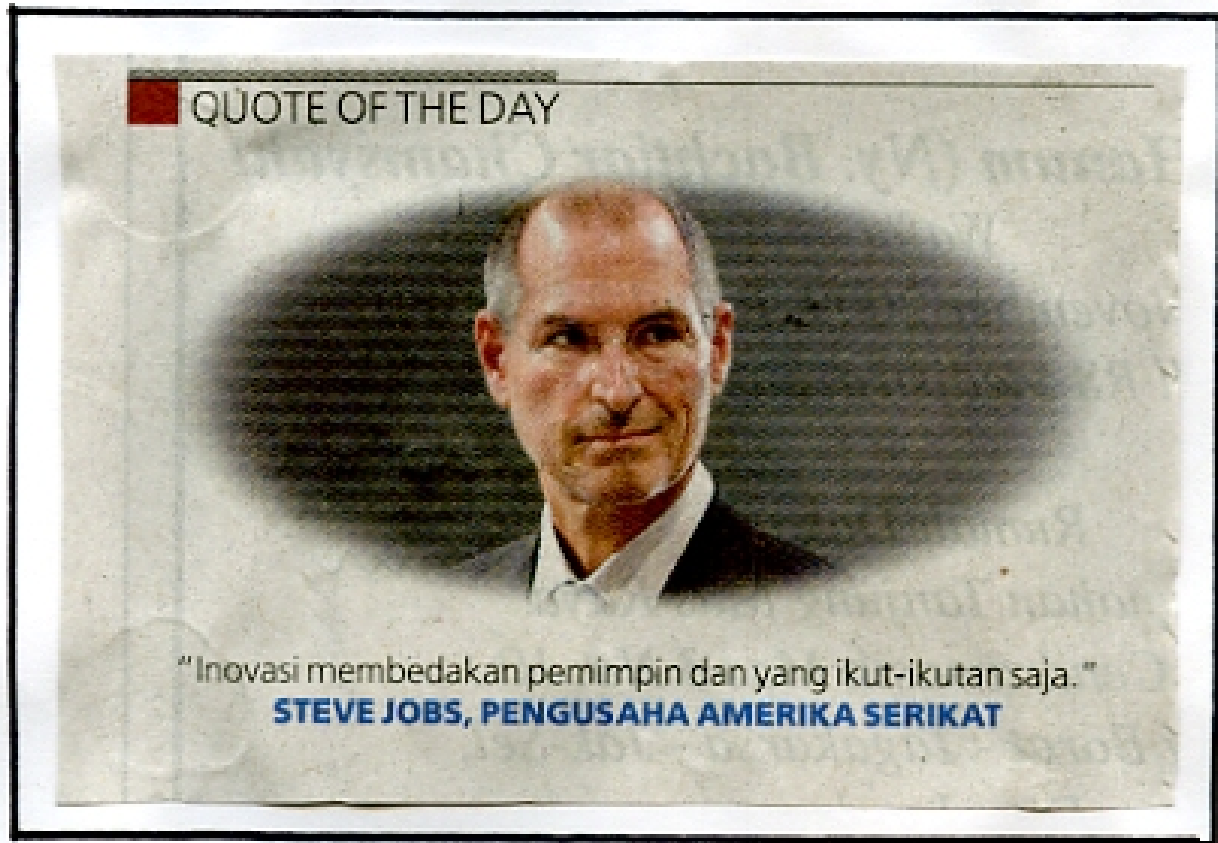 QUOTE OF THE DAY
“Inovasi membedakan pemimpin dan yang ikut-ikutan saja.”
STEVE JOBS, PENGUSAHA AMERIKA SERIKAT